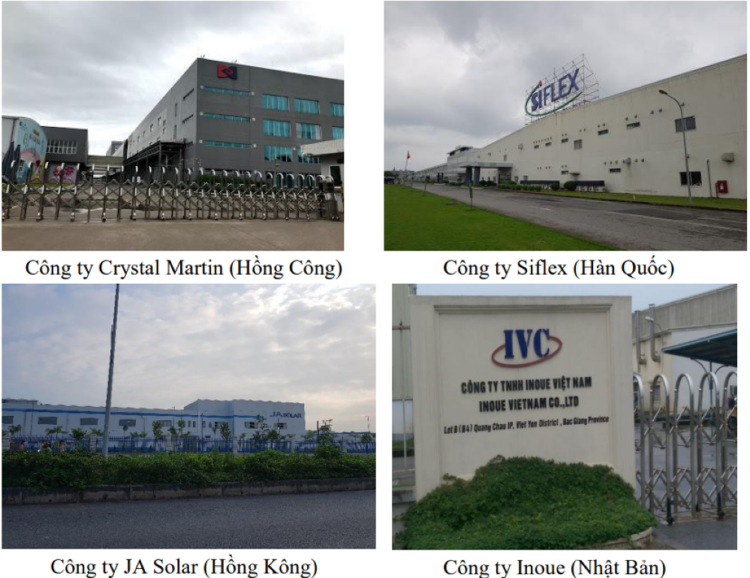 SIFLEX
Công ty Crystal Martin (Hồng Công)
Công ty Siflex (Hàn Quốc)
JA SOLAR
IVC
CÔNG TY TNHH INOUE VIỆT NAM
INOUE VIETNAM CO.,LTD
Lot B (B4) Quang Chau IP, Viet Yen District , Bac Giang Province
Công ty JA Solar (Hồng Kông)
Công ty Inoue (Nhật Bản)